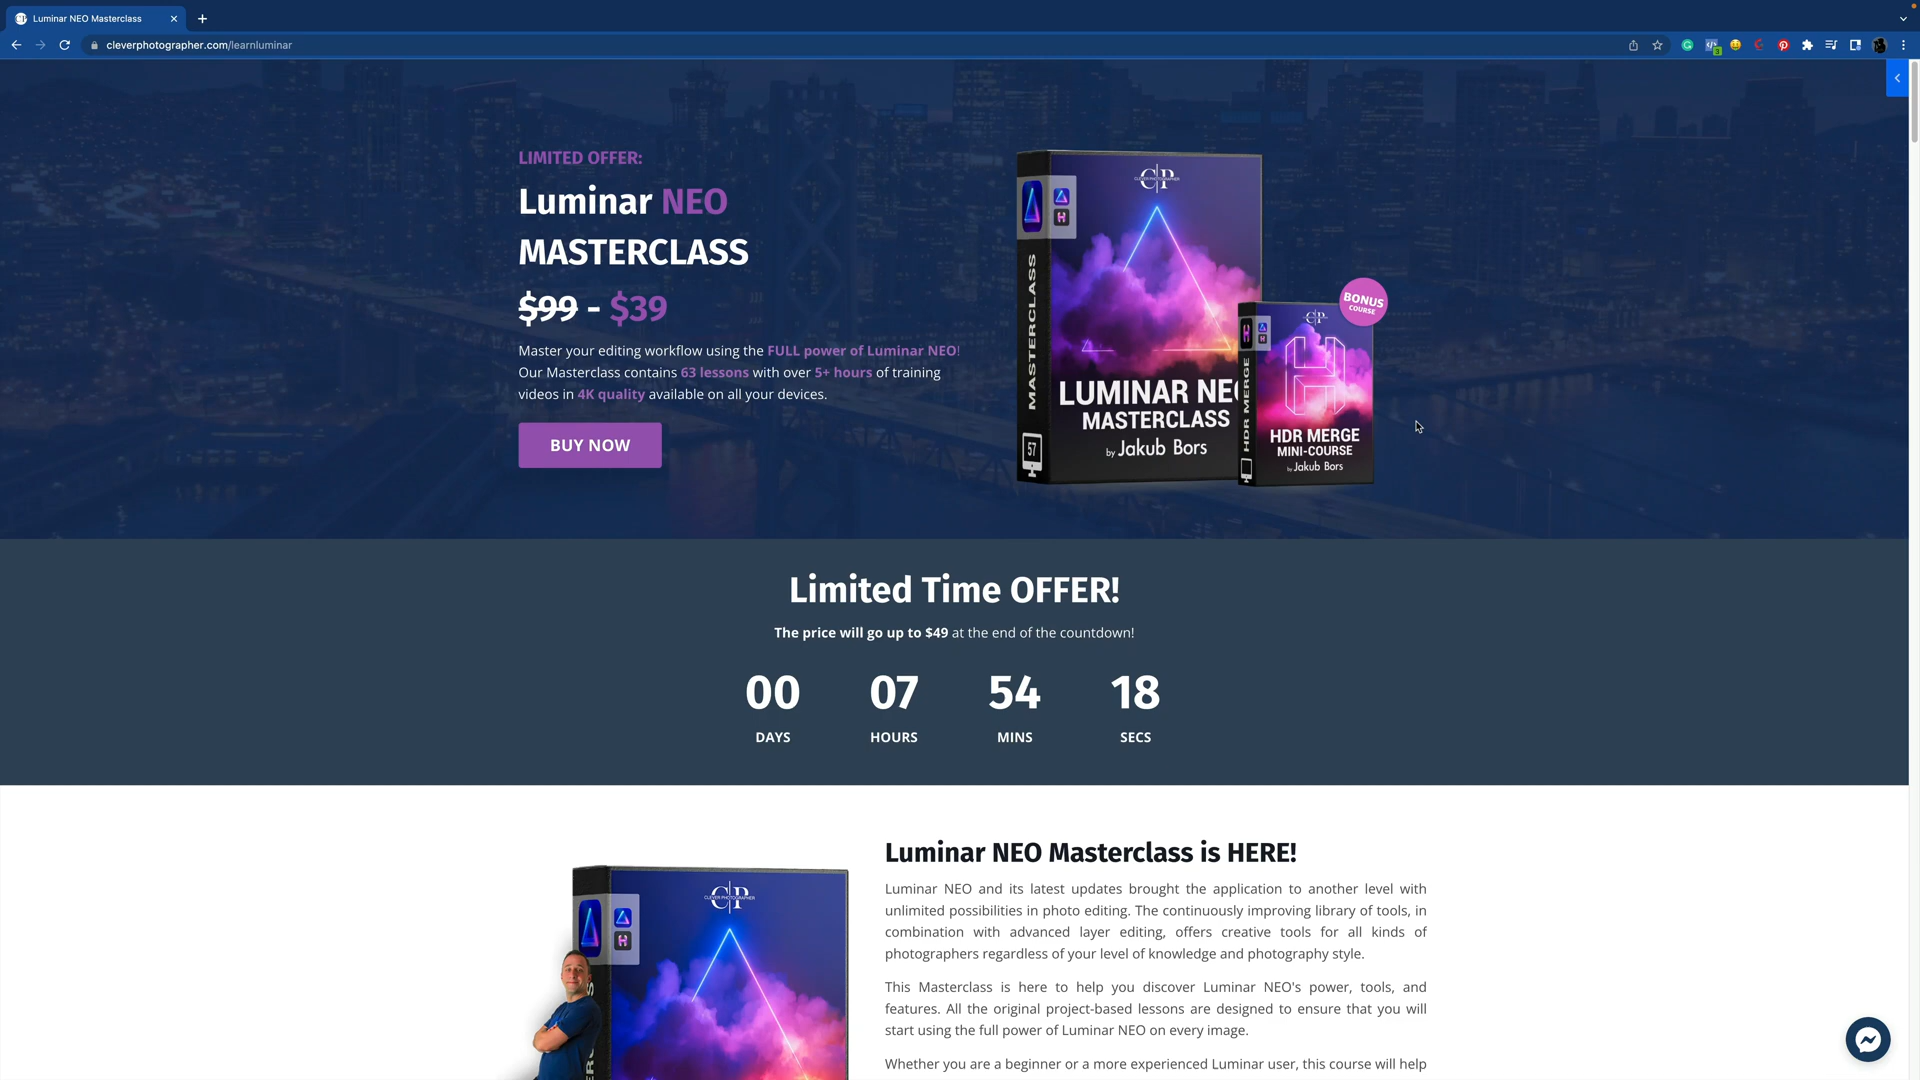 Luminar NEO Masterclass
cleverphotographer.com/learnluminar
3
LIMITED OFFER:
Luminar NEO
MASTERCLASS
$99 - $39
Master your editing workflow using the FULL power of Luminar NEO!
Our Masterclass contains 63 lessons with over 5+ hours of training
videos in 4K quality available on all your devices.
BUY NOW
CP
CLEVER PHOTOGRAPHER
MASTERCLASS
57
LUMINAR NEO
MASTERCLASS
by Jakub Bors
BONUS
COURSE
CP
HDR MERGE
HDR MERGE
MINI-COURSE
by Jakub Bors
Limited Time OFFER!
The price will go up to $49 at the end of the countdown!
00 07 54 18
DAYS HOURS MINS SECS
CP
CLEVER PHOTOGRAPHER
Luminar NEO Masterclass is HERE!
Luminar NEO and its latest updates brought the application to another level with
unlimited possibilities in photo editing. The continuously improving library of tools, in
combination with advanced layer editing, offers creative tools for all kinds of
photographers regardless of your level of knowledge and photography style.
This Masterclass is here to help you discover Luminar NEO's power, tools, and
features. All the original project-based lessons are designed to ensure that you will
start using the full power of Luminar NEO on every image.
Whether you are a beginner or a more experienced Luminar user, this course will help